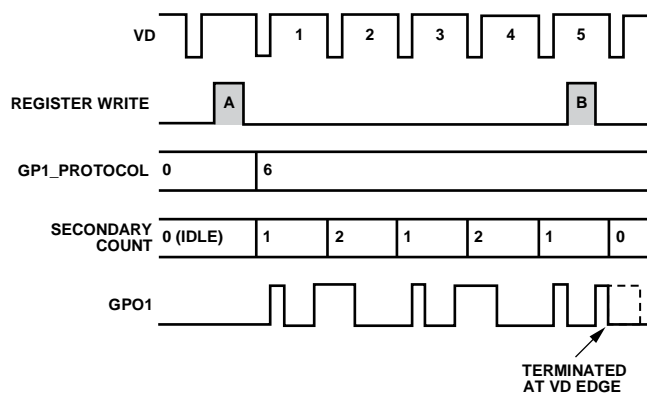 VD 1 2 3 4 5
REGISTER WRITE A B
GP1_PROTOCOL 0 6
SECONDARY
COUNT 0 (IDLE) 1 2 1 2 1 0
GPO1
TERMINATED
AT VD EDGE